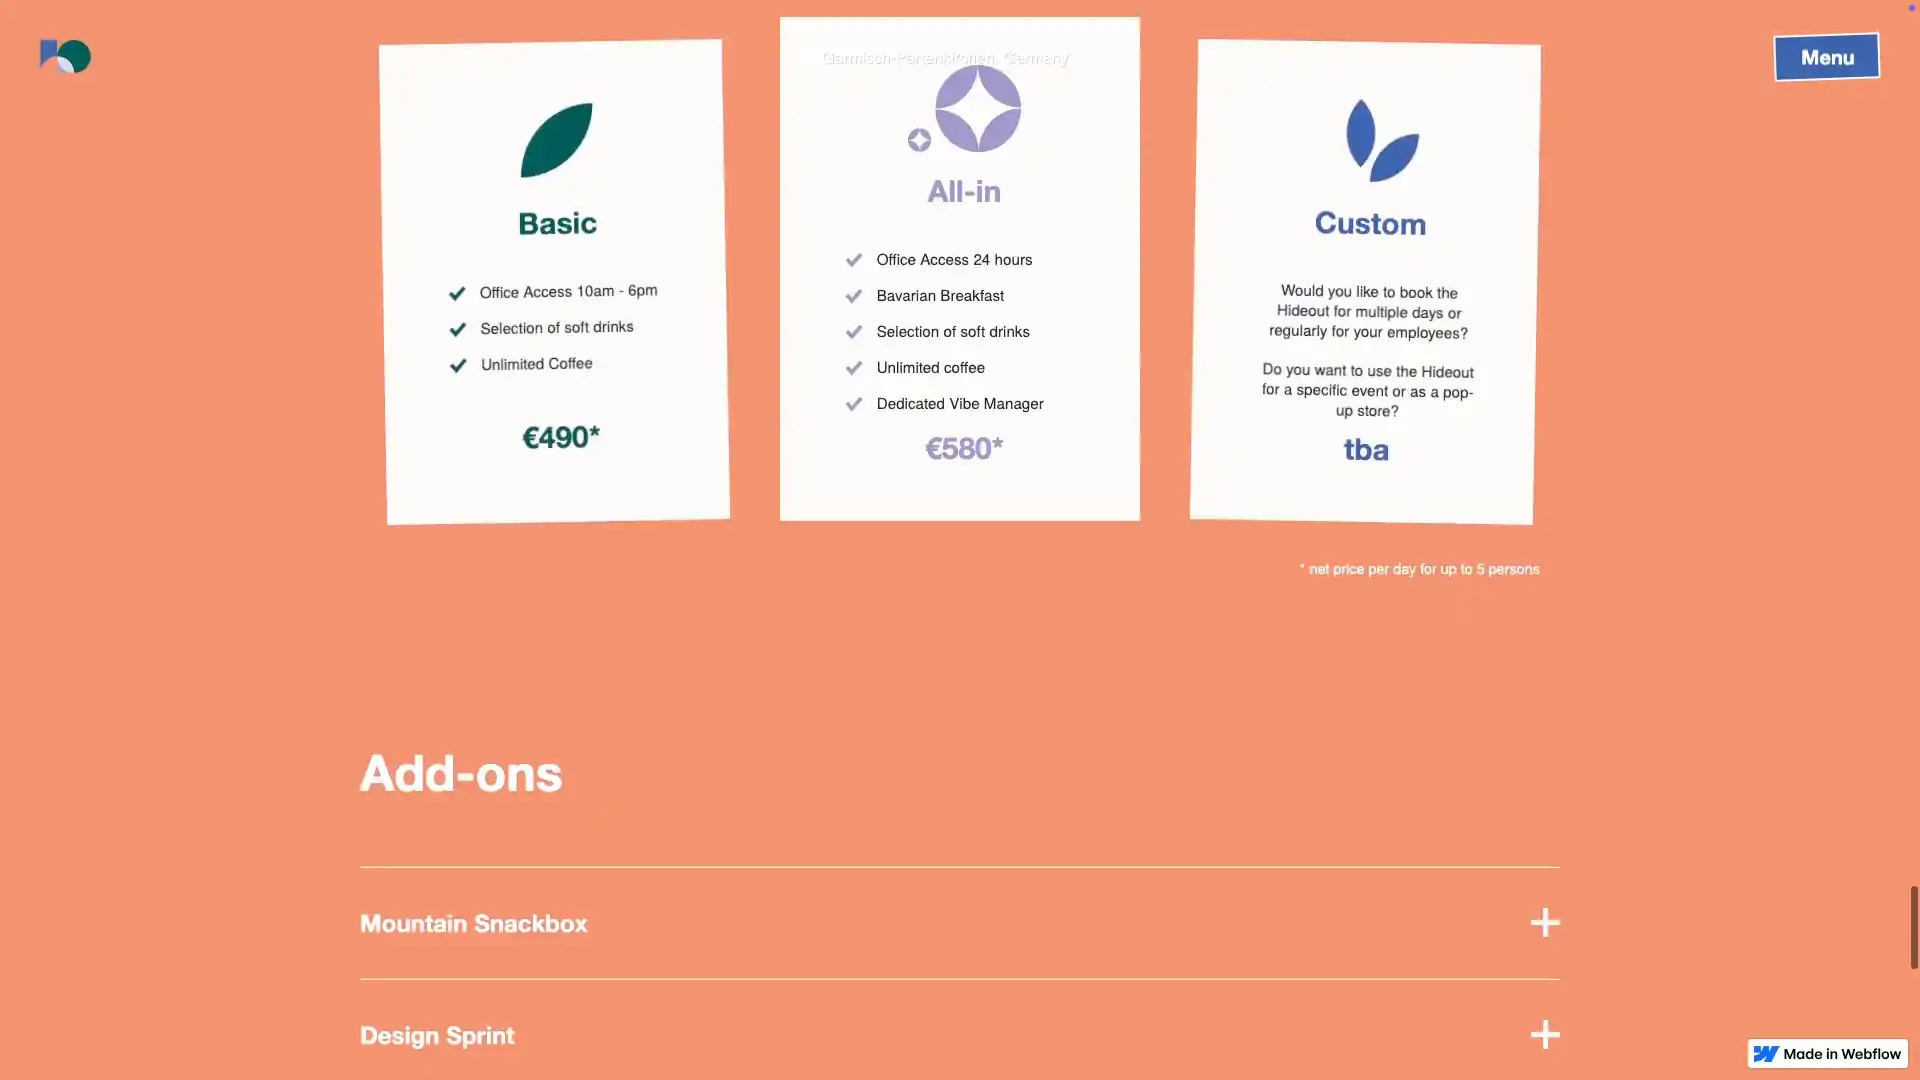 Menu
Basic
Office Access 10am - 6pm
Selection of soft drinks
Unlimited Coffee
€490*
Garmisch-Partenkirchen, Germany
All-in
Office Access 24 hours
Bavarian Breakfast
Selection of soft drinks
Unlimited coffee
Dedicated Vibe Manager
€580*
Custom
Would you like to book the
Hideout for multiple days or
regularly for your employees?
Do you want to use the Hideout
for a specific event or as a pop-
up store?
tba
* net price per day for up to 5 persons
Add-ons
Mountain Snackbox
Design Sprint
Made in Webflow